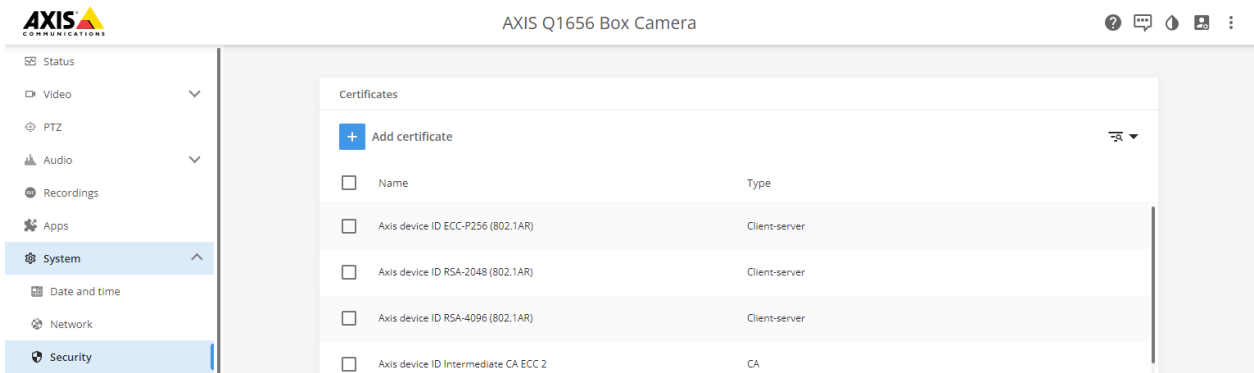 AXIS
COMMUNICATIONS
AXIS Q1656 Box Camera
Status
Video
PTZ
Audio
Recordings
Apps
System
Date and time
Network
Security
Certificates
Add certificate
Name Type
Axis device ID ECC-P256 (802.1AR) Client-server
Axis device ID RSA-2048 (802.1AR) Client-server
Axis device ID RSA-4096 (802.1AR) Client-server
Axis device ID Intermediate CA ECC 2 CA